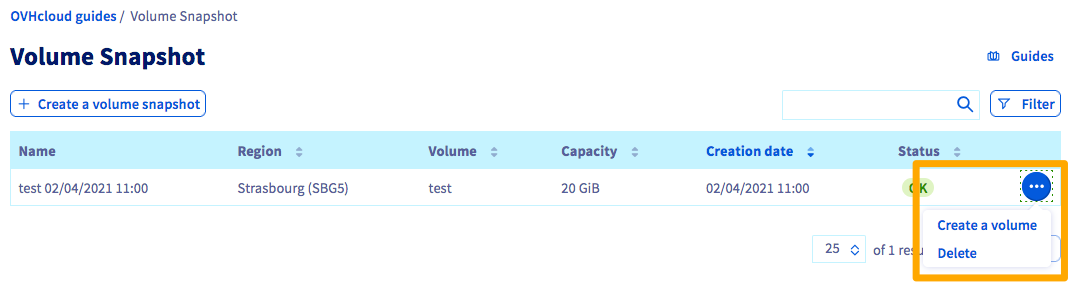 OVHcloud guides / Volume Snapshot
Volume Snapshot
Guides
+ Create a volume snapshot
Filter
Name Region Volume Capacity Creation date Status
test 02/04/2021 11:00 Strasbourg (SBG5) test 20 GiB 02/04/2021 11:00 OK
Create a volume
25 of 1 resu
Delete